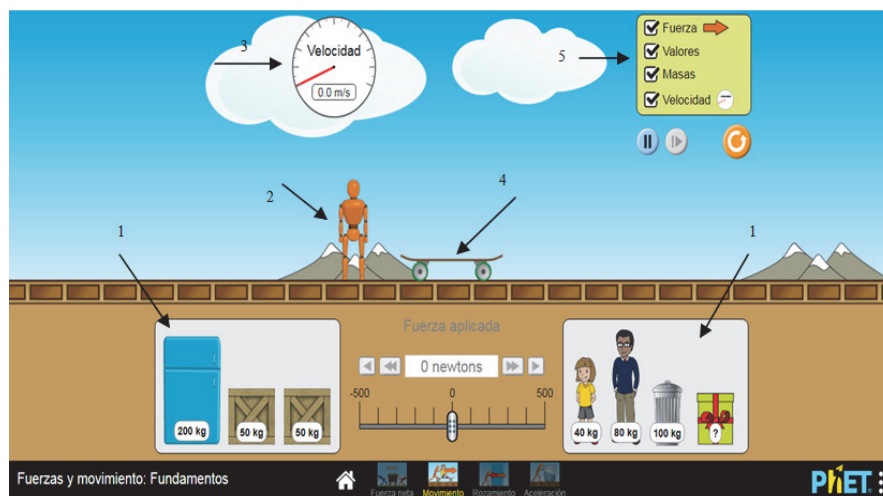 3
Velocidad
0.0 m/s
5
Fuerza
Valores
Masas
Velocidad
2
4
1
1
Fuerza aplicada
0 newtons
-500
0
500
200 kg
50 kg
50 kg
40 kg
80 kg
100 kg
?
Fuerzas y movimiento: Fundamentos
Fuerza neta
Movimiento
Rozamiento
Aceleración
PhET